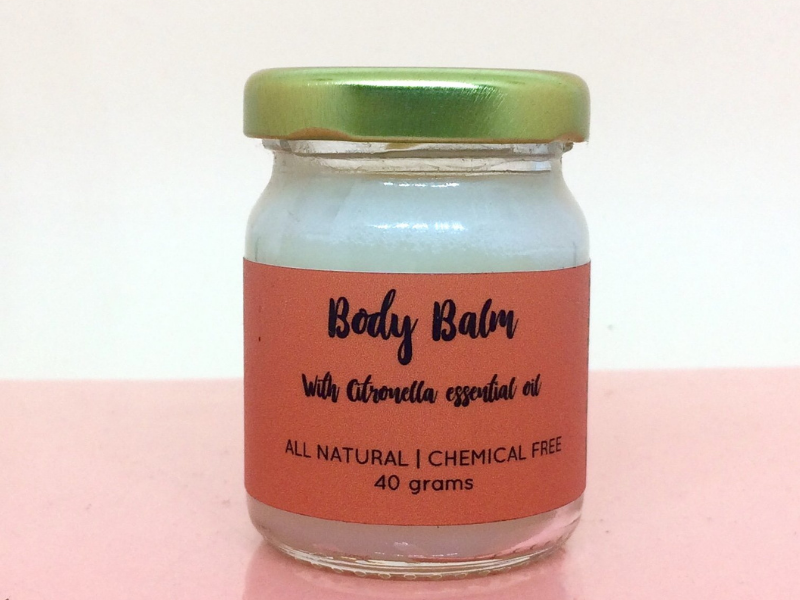 Body Balm
With Citronella essential oil
ALL NATURAL | CHEMICAL FREE
40 grams